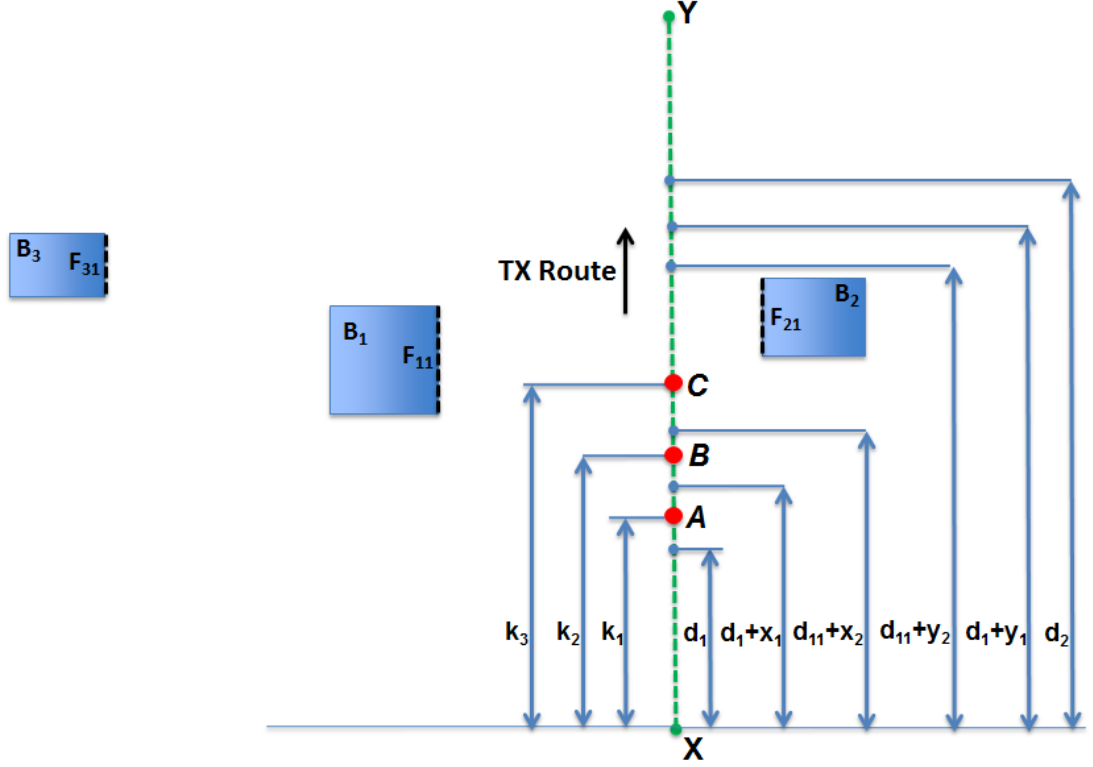 Y
B₃
F₃₁
TX Route
B₂
F₂₁
B₁
F₁₁
C
B
A
k₃ k₂ k₁ d₁ d₁+x₁ d₁₁+x₂ d₁₁+y₂ d₁+y₁ d₂
X